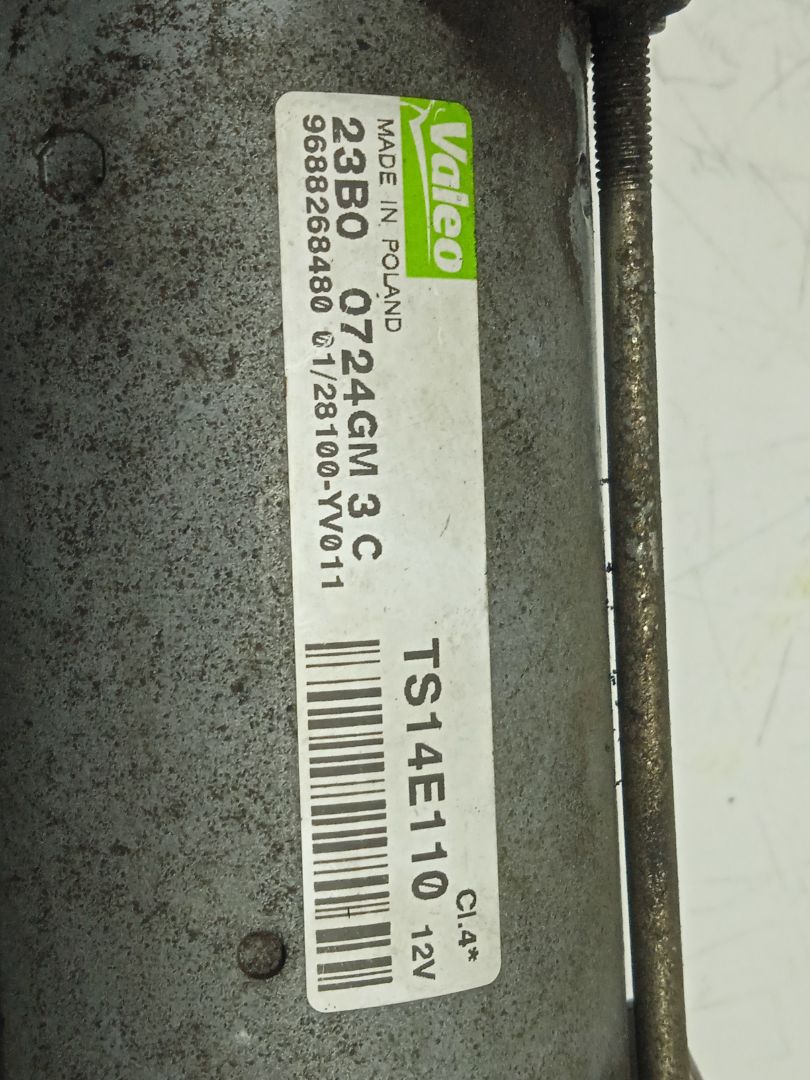 Valeo
MADE IN POLAND
23B0 0724GM 3 C
9688268480 01/28100-YV011
TS14E110 12V
Cl.4*